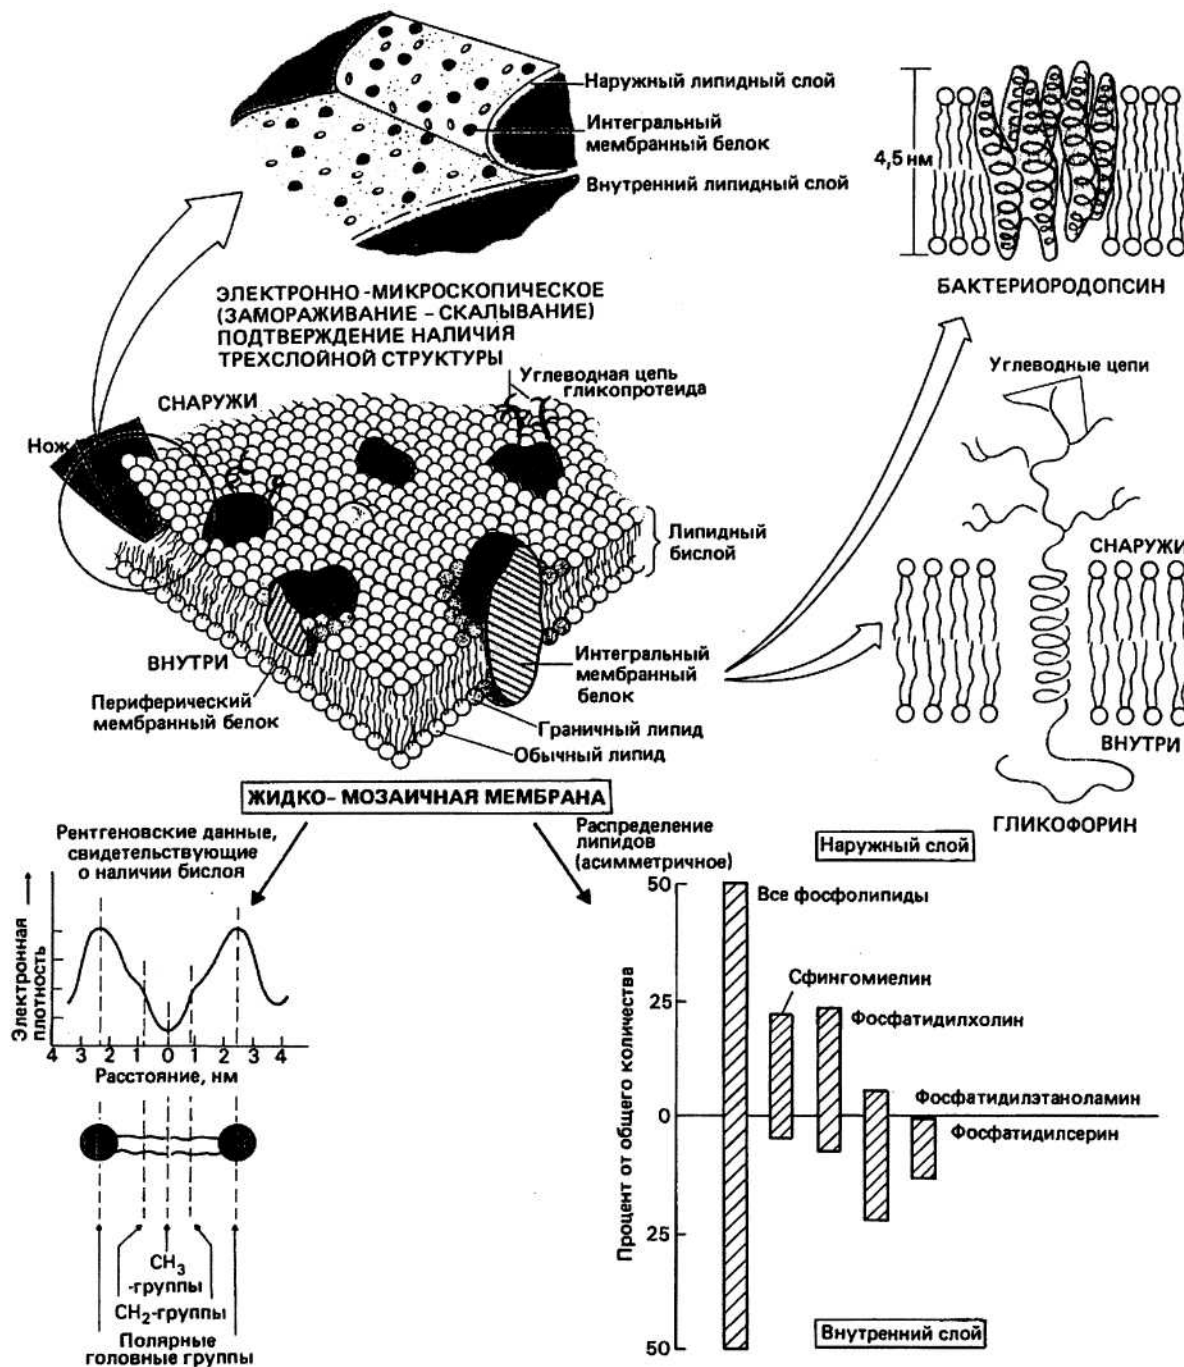 Наружный липидный слой
Интегральный
мембранный белок
Внутренний липидный слой
4,5 нм
БАКТЕРИОРОДОПСИН
ЭЛЕКТРОННО-МИКРОСКОПИЧЕСКОЕ
(ЗАМОРАЖИВАНИЕ – СКАЛЫВАНИЕ)
ПОДТВЕРЖДЕНИЕ НАЛИЧИЯ
ТРЕХСЛОЙНОЙ СТРУКТУРЫ
Углеводная цепь
гликопротеида
СНАРУЖИ
Нож
Липидный
бислой
ВНУТРИ
Периферический
мембранный белок
Интегральный
мембранный
белок
Граничный липид
Обычный липид
Углеводные цепи
СНАРУЖИ
ВНУТРИ
ГЛИКОФОРИН
ЖИДКО-МОЗАИЧНАЯ МЕМБРАНА
Рентгеновские данные,
свидетельствующие
о наличии бислоя
Электронная
плотность
4 3 2 1 0 1 2 3 4
Расстояние, нм
CH3
-группы
CH2-группы
Полярные
головные группы
Распределение
липидов
(асимметричное)
Наружный слой
Процент от общего количества
50
25
0
25
50
Все фосфолипиды
Сфингомиелин
Фосфатидилхолин
Фосфатидилэтаноламин
Фосфатидилсерин
Внутренний слой